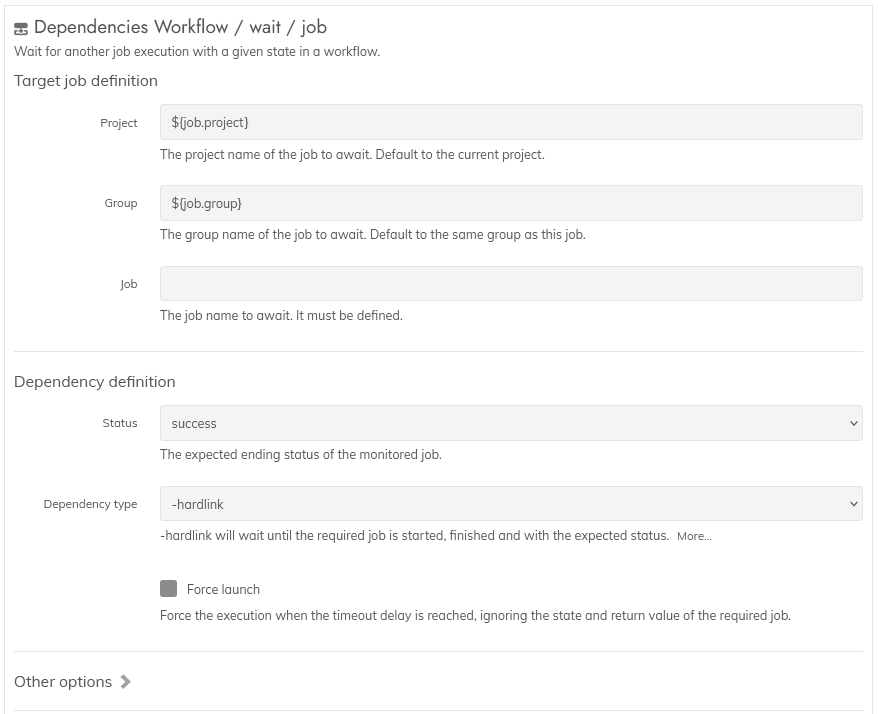 Dependencies Workflow / wait / job
Wait for another job execution with a given state in a workflow.
Target job definition
Project
${job.project}
The project name of the job to await. Default to the current project.
Group
${job.group}
The group name of the job to await. Default to the same group as this job.
Job
The job name to await. It must be defined.
Dependency definition
Status
success
The expected ending status of the monitored job.
Dependency type
-hardlink
-hardlink will wait until the required job is started, finished and with the expected status. More...
Force launch
Force the execution when the timeout delay is reached, ignoring the state and return value of the required job.
Other options